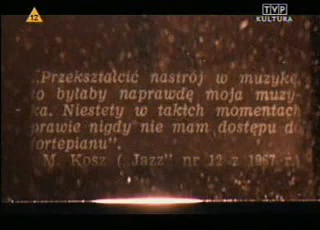 12
TVP
KULTURA
„Przekształcić nastrój w muzykę,
to byłaby naprawdę moja muzy-
ka. Niestety w takich momentach
prawie nigdy nie mam dostępu do
fortepianu".
M. Kosz („Jazz" nr 12 z 1967 r.)